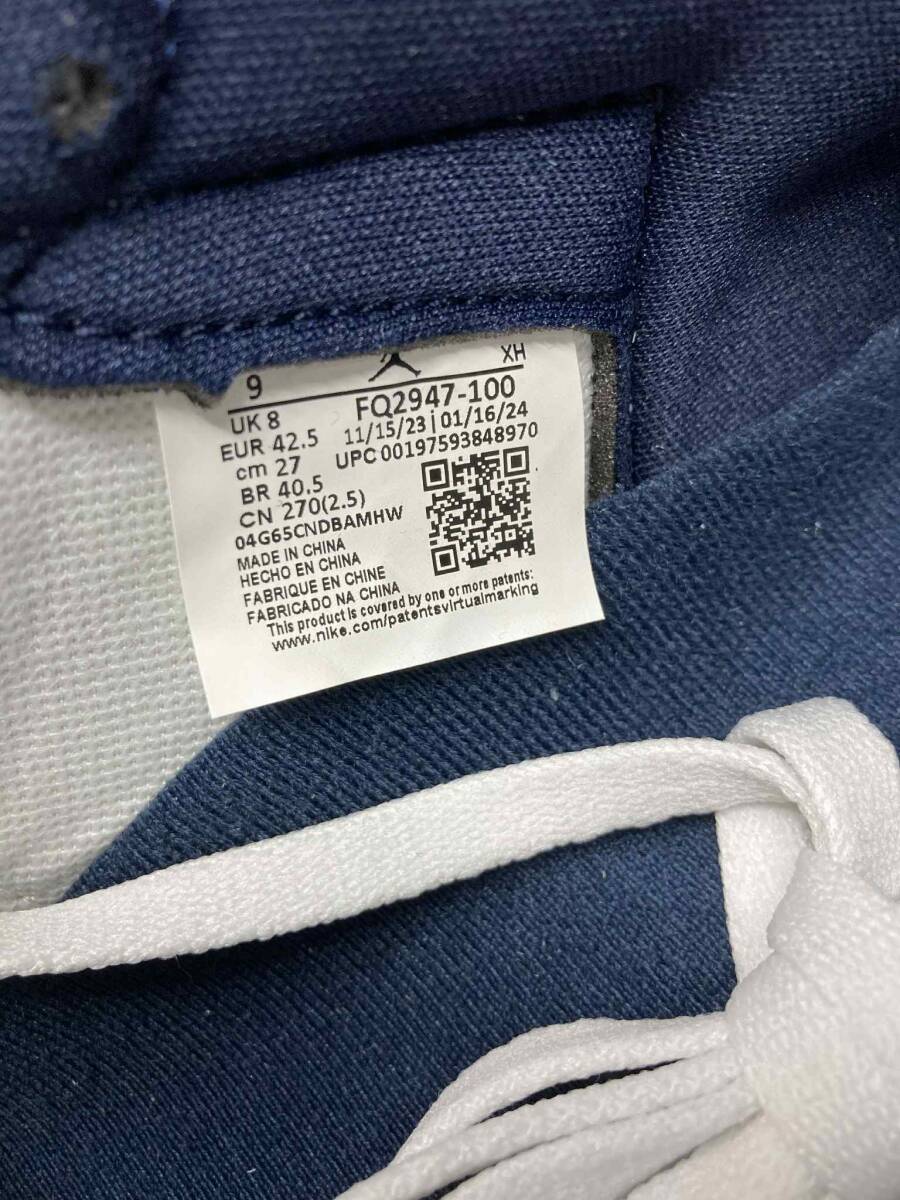 9
XH
UK 8
EUR 42.5
cm 27
BR 40.5
CN 270(2.5)
FQ2947-100
11/15/23 | 01/16/24
UPC 00197593848970
04G65CNDBAMHW
MADE IN CHINA
HECHO EN CHINA
FABRIQUE EN CHINE
FABRICADO NA CHINA
This product is covered by one or more patents:
www.nike.com/patentsvirtualmarking